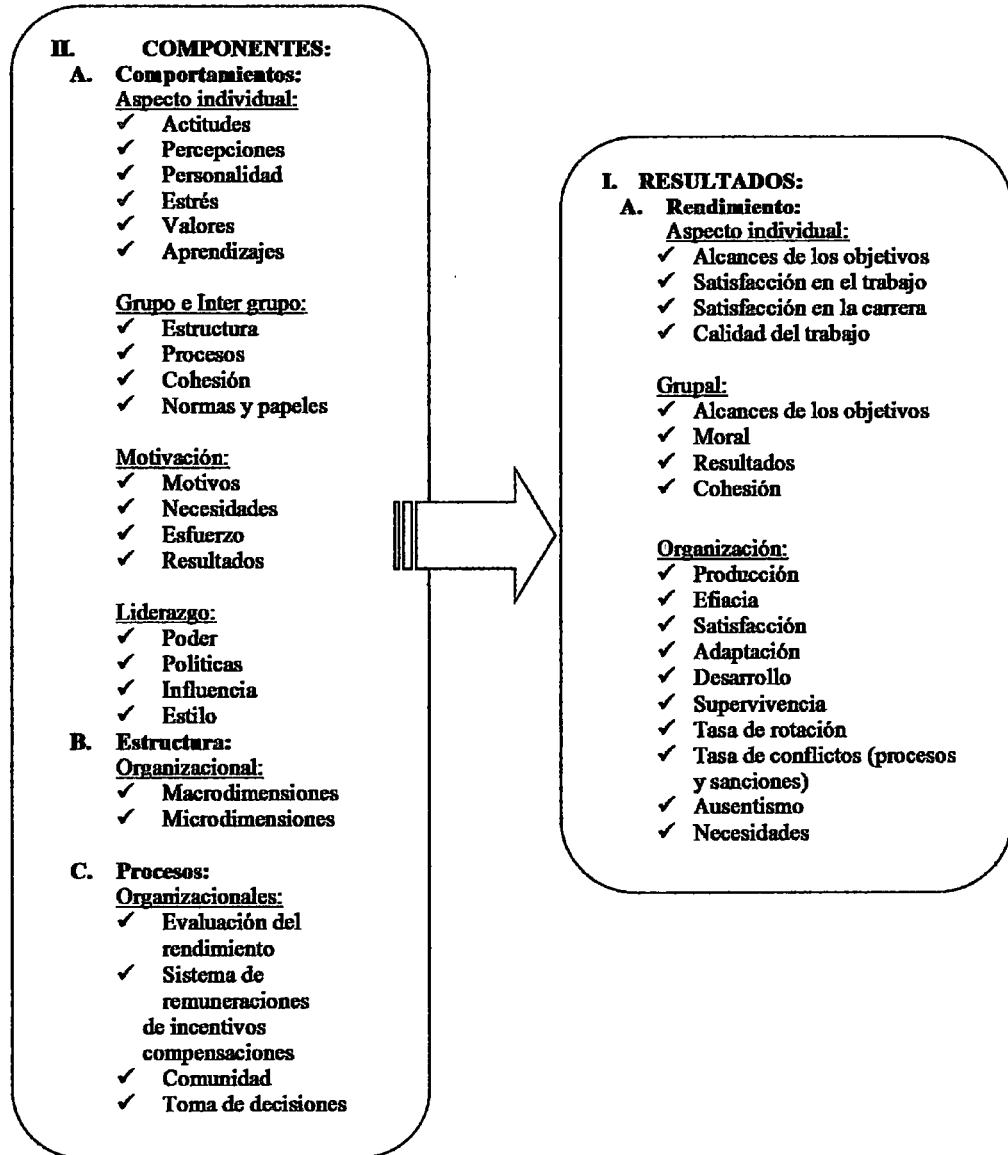 II. COMPONENTES:
A. Comportamientos:
Aspecto individual:
✓ Actitudes
✓ Percepciones
✓ Personalidad
✓ Estrés
✓ Valores
✓ Aprendizajes
Grupo e Inter grupo:
✓ Estructura
✓ Procesos
✓ Cohesión
✓ Normas y papeles
Motivación:
✓ Motivos
✓ Necesidades
✓ Esfuerzo
✓ Resultados
Liderazgo:
✓ Poder
✓ Politicas
✓ Influencia
✓ Estilo
B. Estructura:
Organizacional:
✓ Macrodimensiones
✓ Microdimensiones
C. Procesos:
Organizacionales:
✓ Evaluación del
rendimiento
✓ Sistema de
remuneraciones
de incentivos
compensaciones
✓ Comunidad
✓ Toma de decisiones
I. RESULTADOS:
A. Rendimiento:
Aspecto individual:
✓ Alcances de los objetivos
✓ Satisfacción en el trabajo
✓ Satisfacción en la carrera
✓ Calidad del trabajo
Grupal:
✓ Alcances de los objetivos
✓ Moral
✓ Resultados
✓ Cohesión
Organización:
✓ Producción
✓ Efiacia
✓ Satisfacción
✓ Adaptación
✓ Desarrollo
✓ Supervivencia
✓ Tasa de rotación
✓ Tasa de conflictos (procesos
y sanciones)
✓ Ausentismo
✓ Necesidades